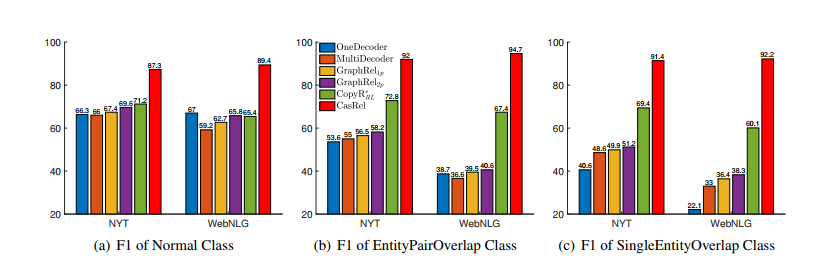 100
80
60
40
20
66.3 66 67.4 69.6 71.2 87.3
67 59.2 62.7 65.8 65.4 89.4
NYT WebNLG
(a) F1 of Normal Class
100
80
60
40
20
OneDecoder
MultiDecoder
GraphRel1p
GraphRel2p
CopyR*RL
CasRel
53.6 55 56.5 58.2 72.8 92
38.7 36.6 39.5 40.6 67.4 94.7
NYT WebNLG
(b) F1 of EntityPairOverlap Class
100
80
60
40
20
40.6 48.6 49.9 51.2 69.4 91.4
22.1 33 36.4 38.3 60.1 92.2
NYT WebNLG
(c) F1 of SingleEntityOverlap Class